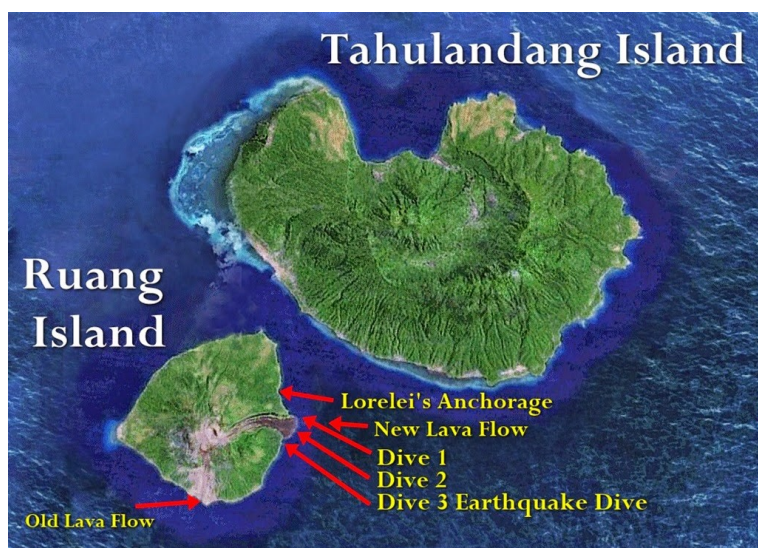 Tahulandang Island
Ruang
Island
Lorelei's Anchorage
New Lava Flow
Dive 1
Dive 2
Dive 3 Earthquake Dive
Old Lava Flow